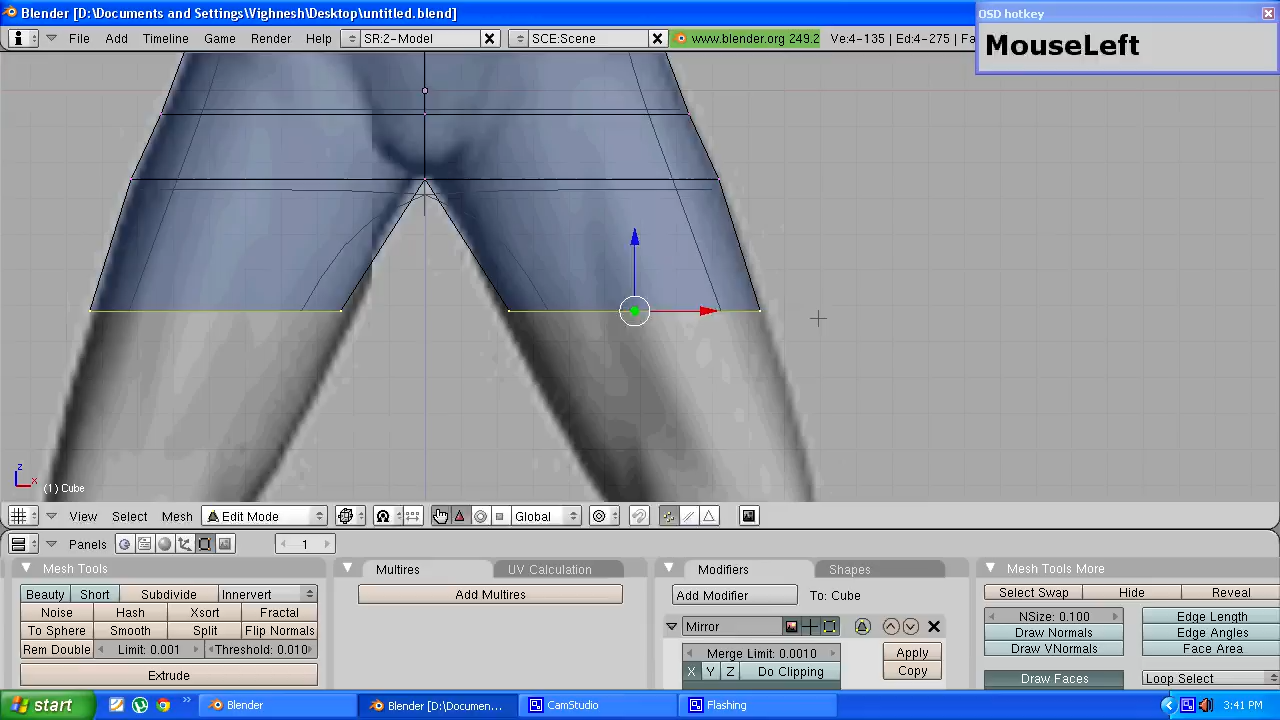 Blender [D:\Documents and Settings\Vighnesh\Desktop\untitled.blend]
OSD hotkey
MouseLeft
File Add Timeline Game Render Help SR:2-Model SCE:Scene www.blender.org 249.2 Ve:4-135 | Ed:4-275 | Fa
z
x
(1) Cube
View Select Mesh Edit Mode Global
Panels 1
Mesh Tools
Beauty Short Subdivide Innervert
Noise Hash Xsort Fractal
To Sphere Smooth Split Flip Normals
Rem Double Limit: 0.001 Threshold: 0.010
Extrude
Multires UV Calculation
Add Multires
Modifiers Shapes
Add Modifier To: Cube
Mirror
Merge Limit: 0.0010 Apply
X Y Z Do Clipping Copy
Mesh Tools More
Select Swap Hide Reveal
NSize: 0.100 Edge Length
Draw Normals Edge Angles
Draw VNormals Face Area
Draw Faces Loop Select
start Blender Blender [D:\Documen... CamStudio Flashing 3:41 PM